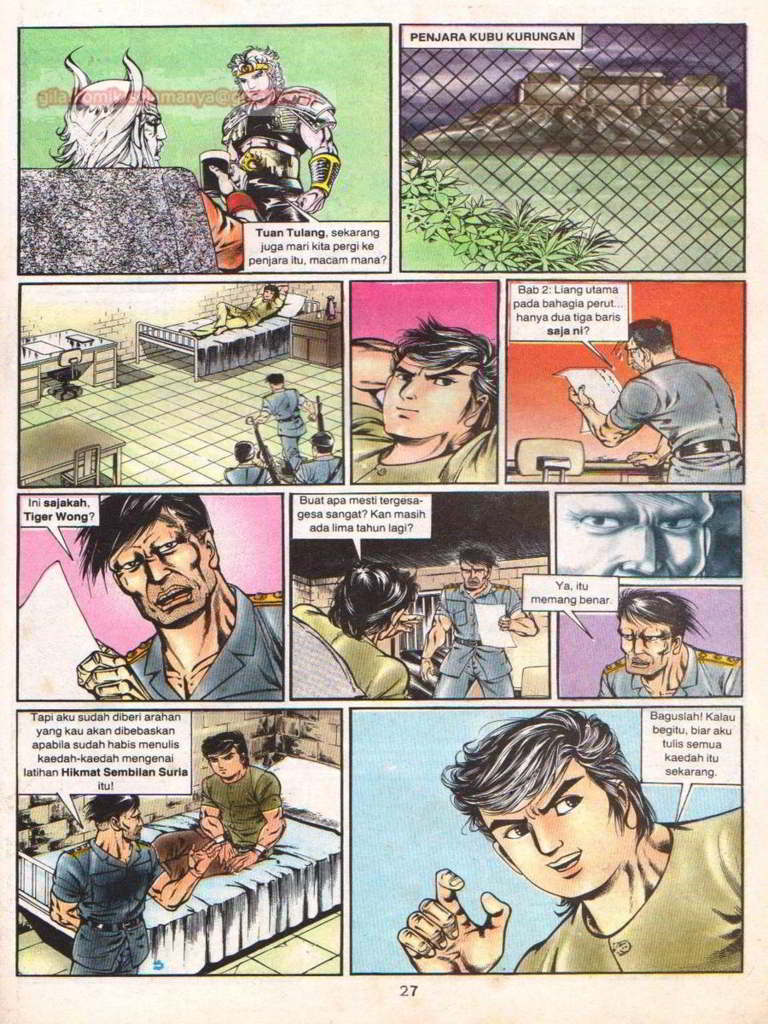 Tuan Tulang, sekarang
juga mari kita pergi ke
penjara itu, macam mana?
PENJARA KUBU KURUNGAN
Bab 2: Liang utama
pada bahagia perut...
hanya dua tiga baris
saja ni?
Ini sajakah,
Tiger Wong?
Buat apa mesti tergesa-
gesa sangat? Kan masih
ada lima tahun lagi?
Ya, itu
memang benar.
Tapi aku sudah diberi arahan
yang kau akan dibebaskan
apabila sudah habis menulis
kaedah-kaedah mengenai
latihan Hikmat Sembilan Suria
itu!
Baguslah! Kalau
begitu, biar aku
tulis semua
kaedah itu
sekarang.
27